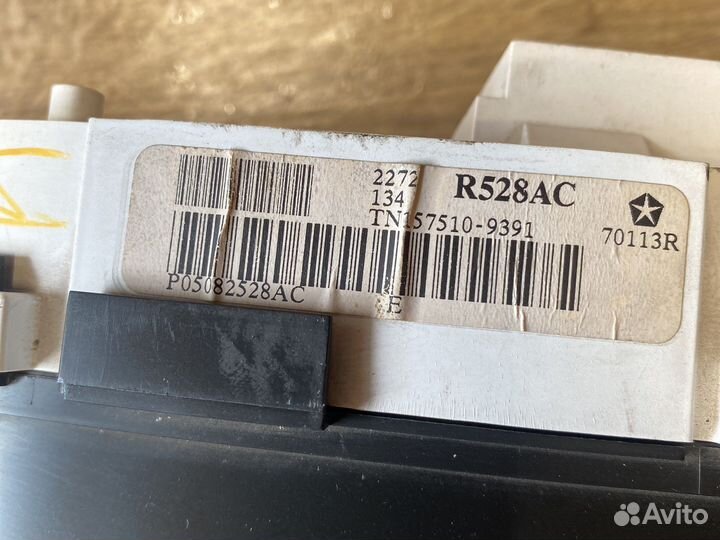 2272 R528AC
134
TN157510-9391 70113R
P05082528AC E
Avito